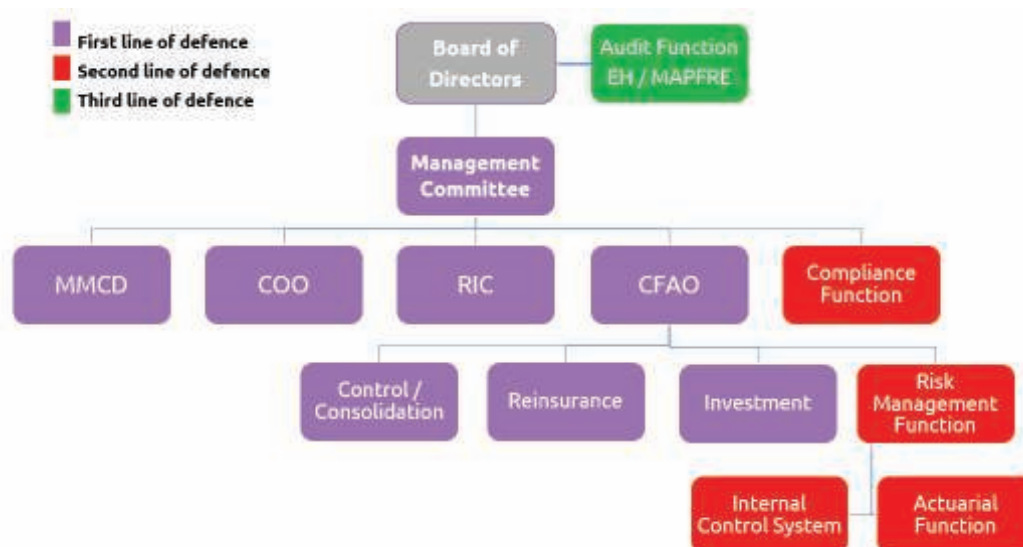 First line of defence
Second line of defence
Third line of defence
Board of
Directors
Audit Function
EH / MAPFRE
Management
Committee
MMCD
COO
RIC
CFAO
Compliance
Function
Control /
Consolidation
Reinsurance
Investment
Risk
Management
Function
Internal
Control System
Actuarial
Function